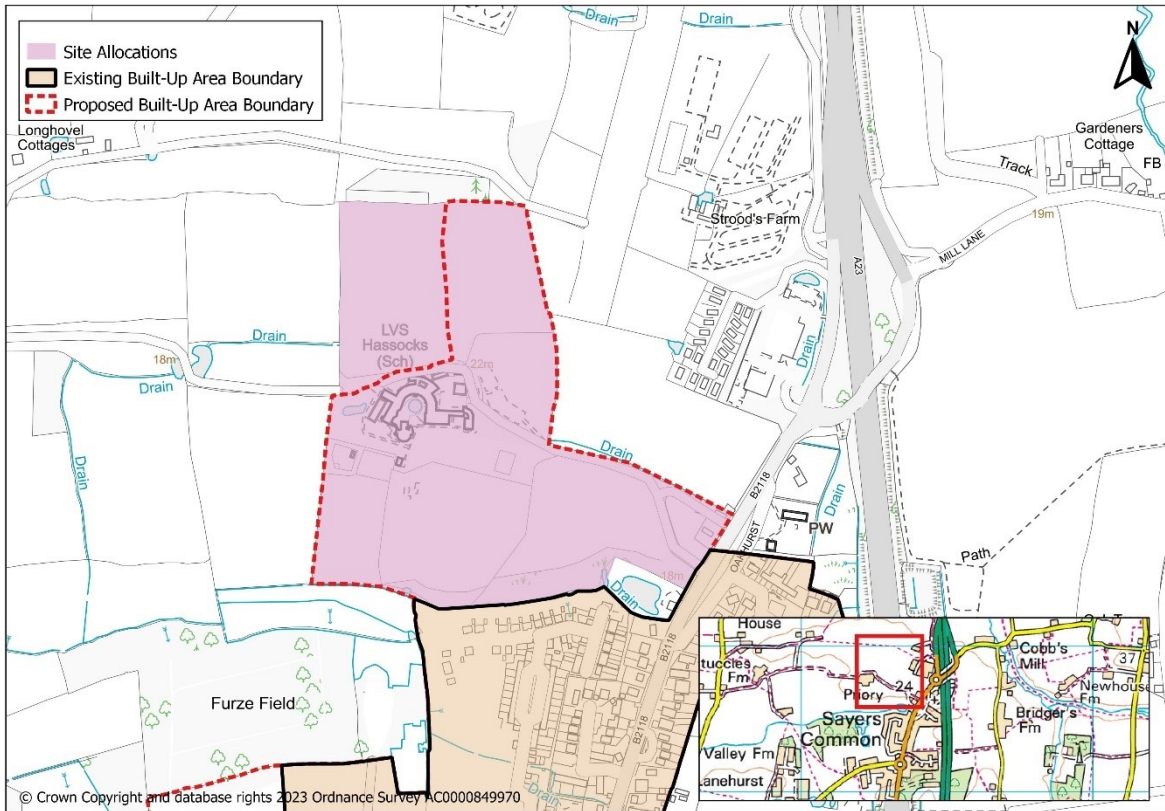 Site Allocations
Existing Built-Up Area Boundary
Proposed Built-Up Area Boundary
N
Drain
Drain
Drain
Longhovel
Cottages
Gardeners
Cottage
FB
Track
Strood's Farm
A23
MILL LANE
19m
LVS
Hassocks
(Sch)
22m
Drain
18m
Drain
Drain
Drain
Drain
B2118
OAKHURST
PW
Drain
Path
18m
Drain
B2118
B2118
Furze Field
House
Cobb's
Mill
37
Priory
24
Newhouse
Fm
Fm
Bridger's
Fm
Sayers
Common
Valley Fm
© Crown Copyright and database rights 2023 Ordnance Survey AC0000849970